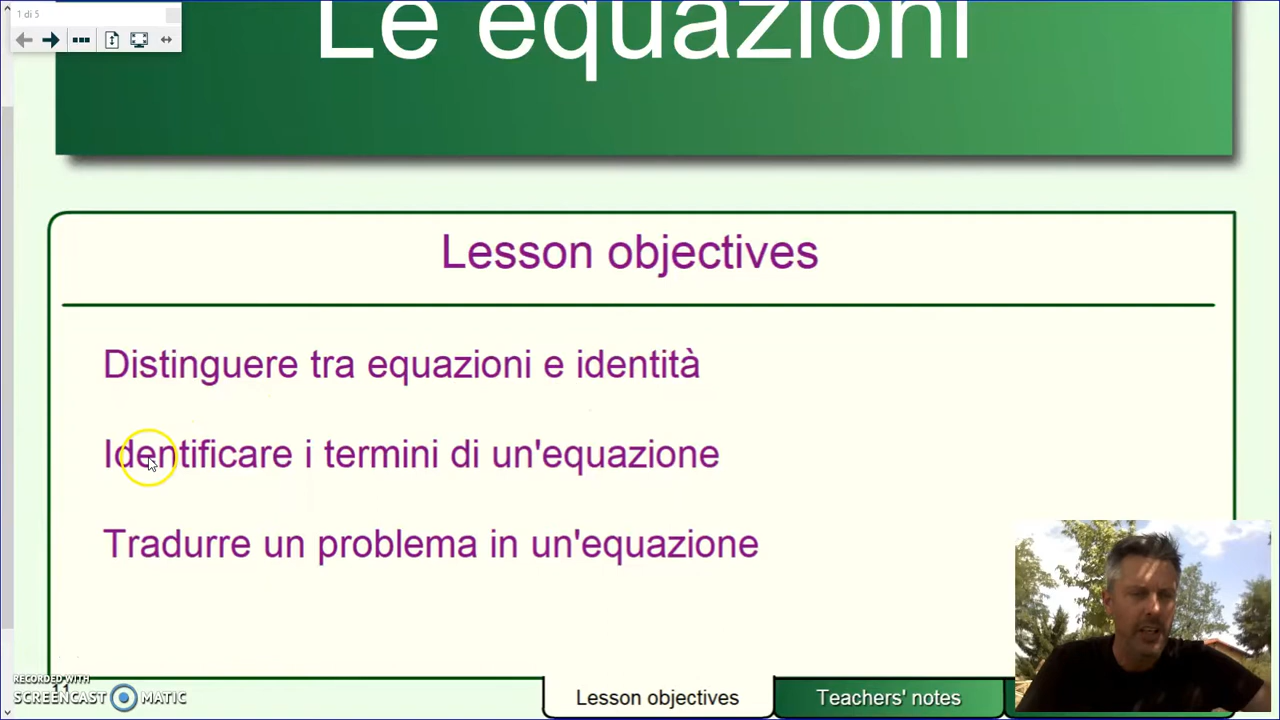 1 di 5
Le equazioni
Lesson objectives
Distinguere tra equazioni e identità
Identificare i termini di un'equazione
Tradurre un problema in un'equazione
RECORDED WITH
SCREENCAST MATIC
Lesson objectives
Teachers' notes